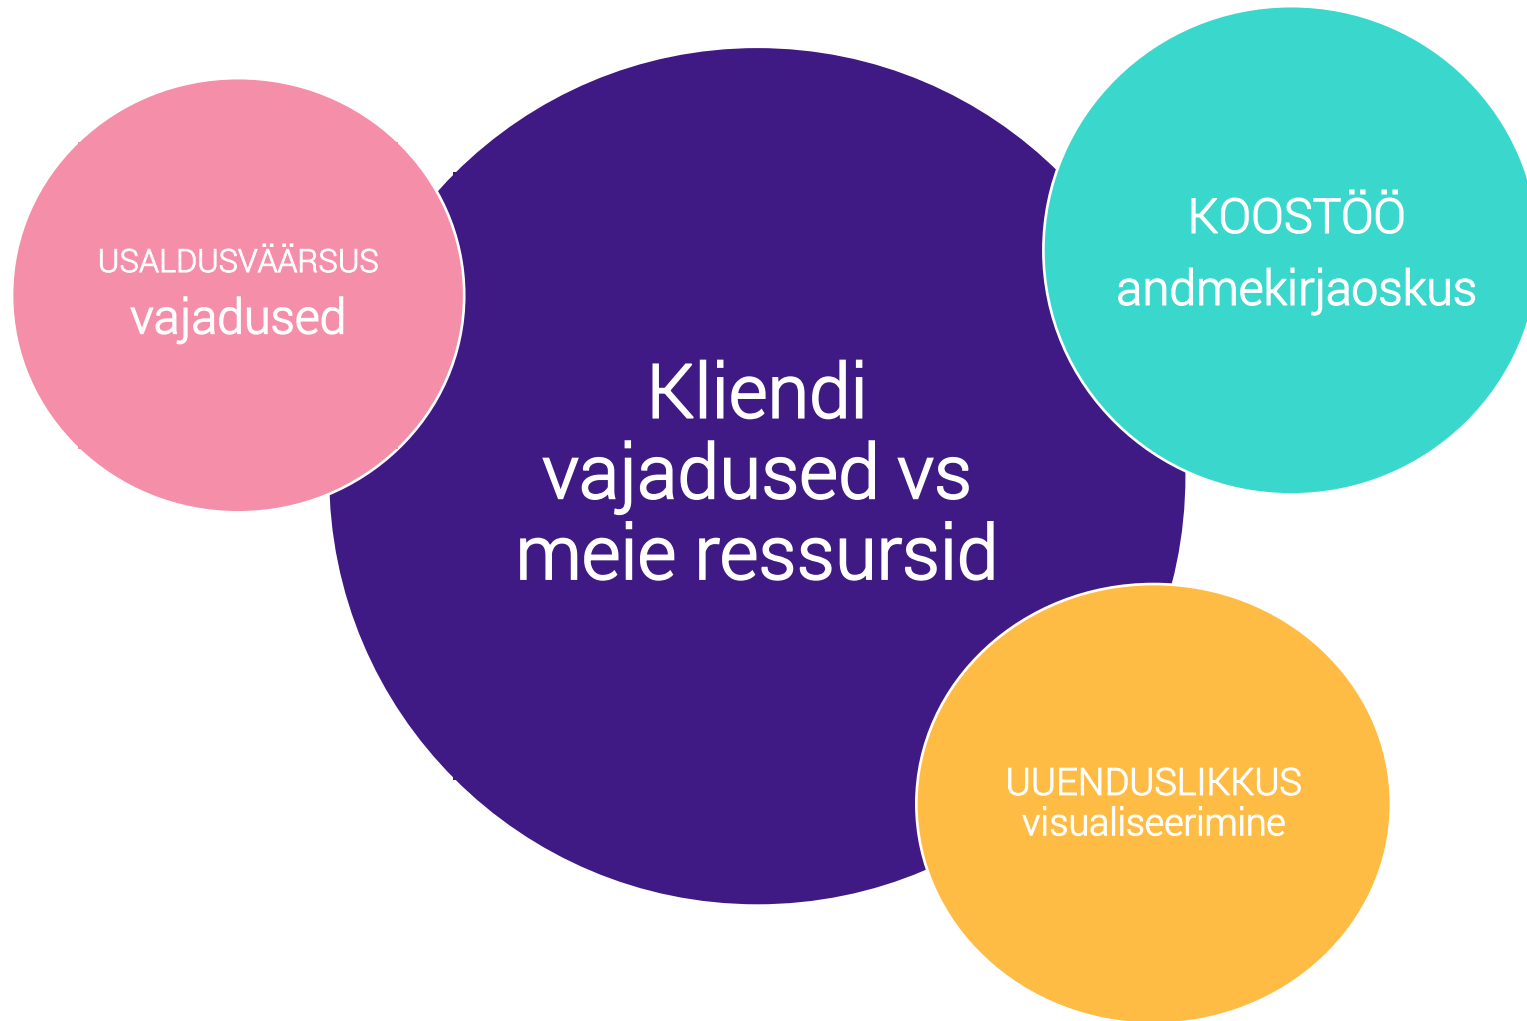 USALDUSVÄÄRSUS
vajadused
Kliendi
vajadused vs
meie ressursid
KOOSTÖÖ
andmekirjaoskus
UUENDUSLIKKUS
visualiseerimine